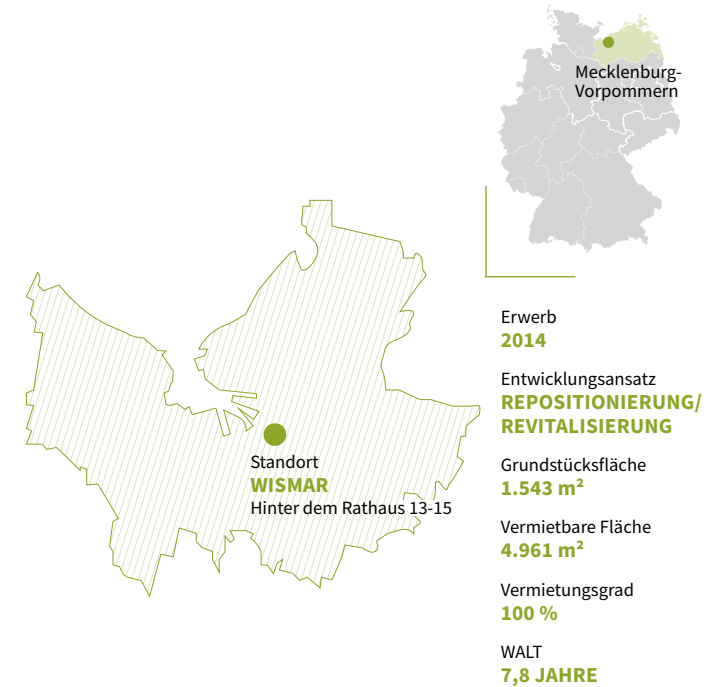 Mecklenburg-
Vorpommern
Standort
WISMAR
Hinter dem Rathaus 13-15
Erwerb
2014
Entwicklungsansatz
REPOSITIONIERUNG/
REVITALISIERUNG
Grundstücksfläche
1.543 m²
Vermietbare Fläche
4.961 m²
Vermietungsgrad
100 %
WALT
7,8 JAHRE